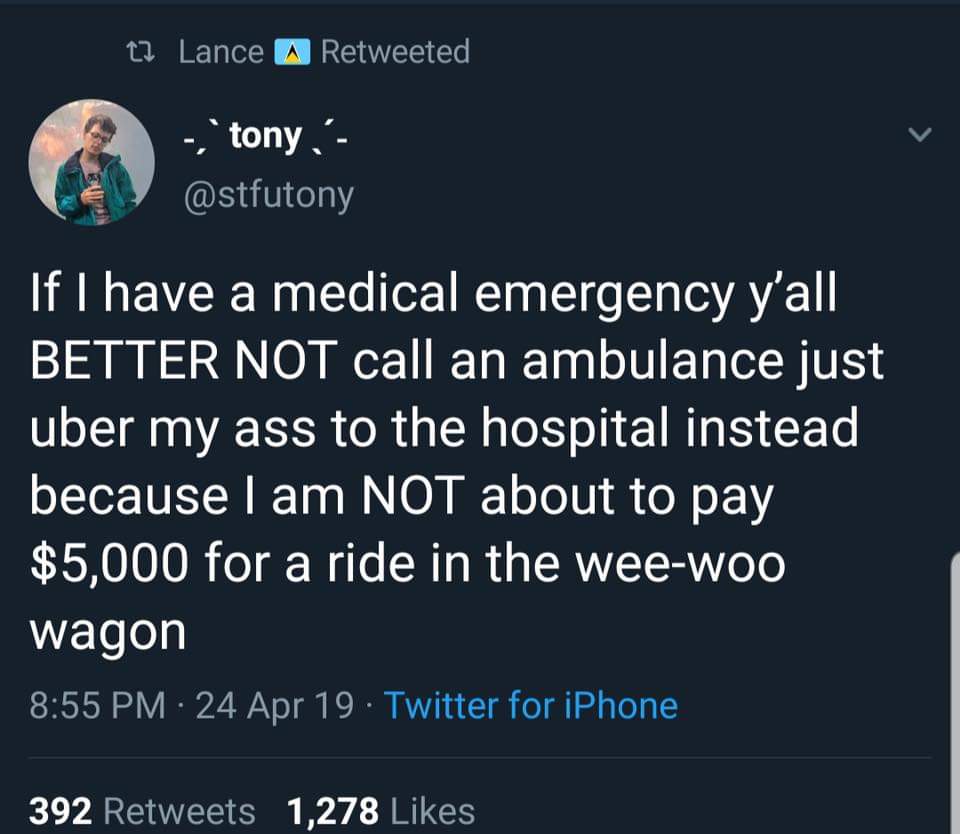 Lance 🇱🇨 Retweeted
-ˏˋ tony ˎˊ-
@stfutony
If I have a medical emergency y’all
BETTER NOT call an ambulance just
uber my ass to the hospital instead
because I am NOT about to pay
$5,000 for a ride in the wee-woo
wagon
8:55 PM · 24 Apr 19 · Twitter for iPhone
392 Retweets 1,278 Likes